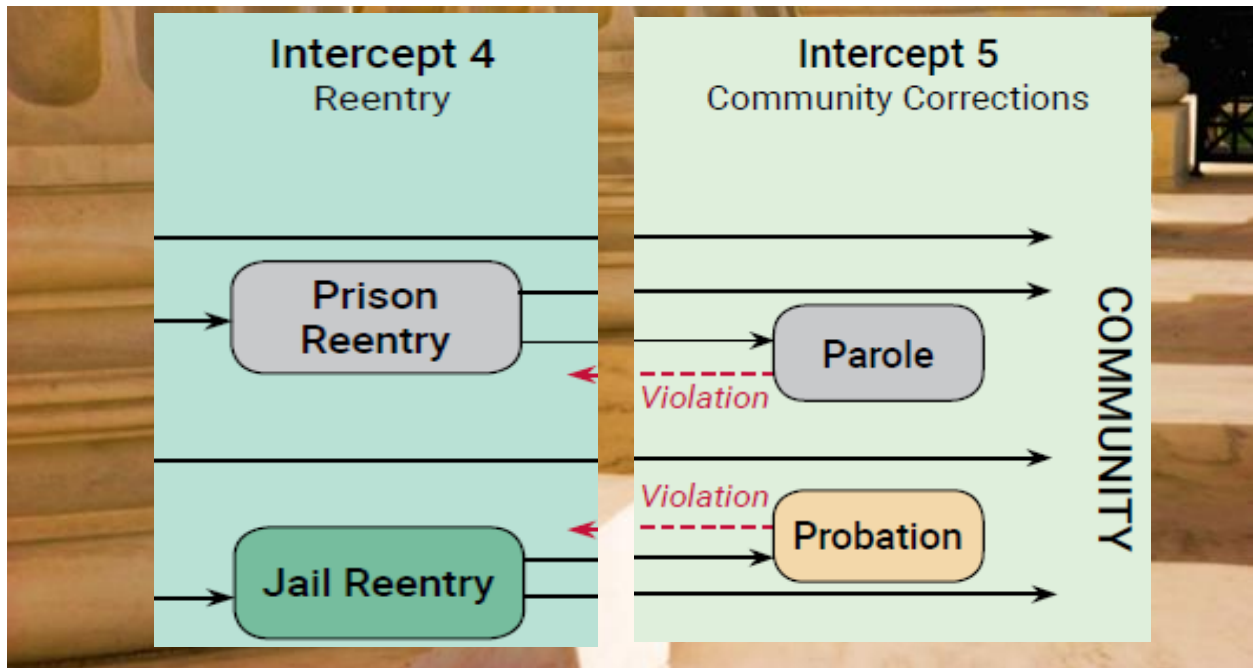 Intercept 4
Reentry
Prison
Reentry
Jail Reentry
Intercept 5
Community Corrections
Parole
Violation
Violation
Probation
COMMUNITY